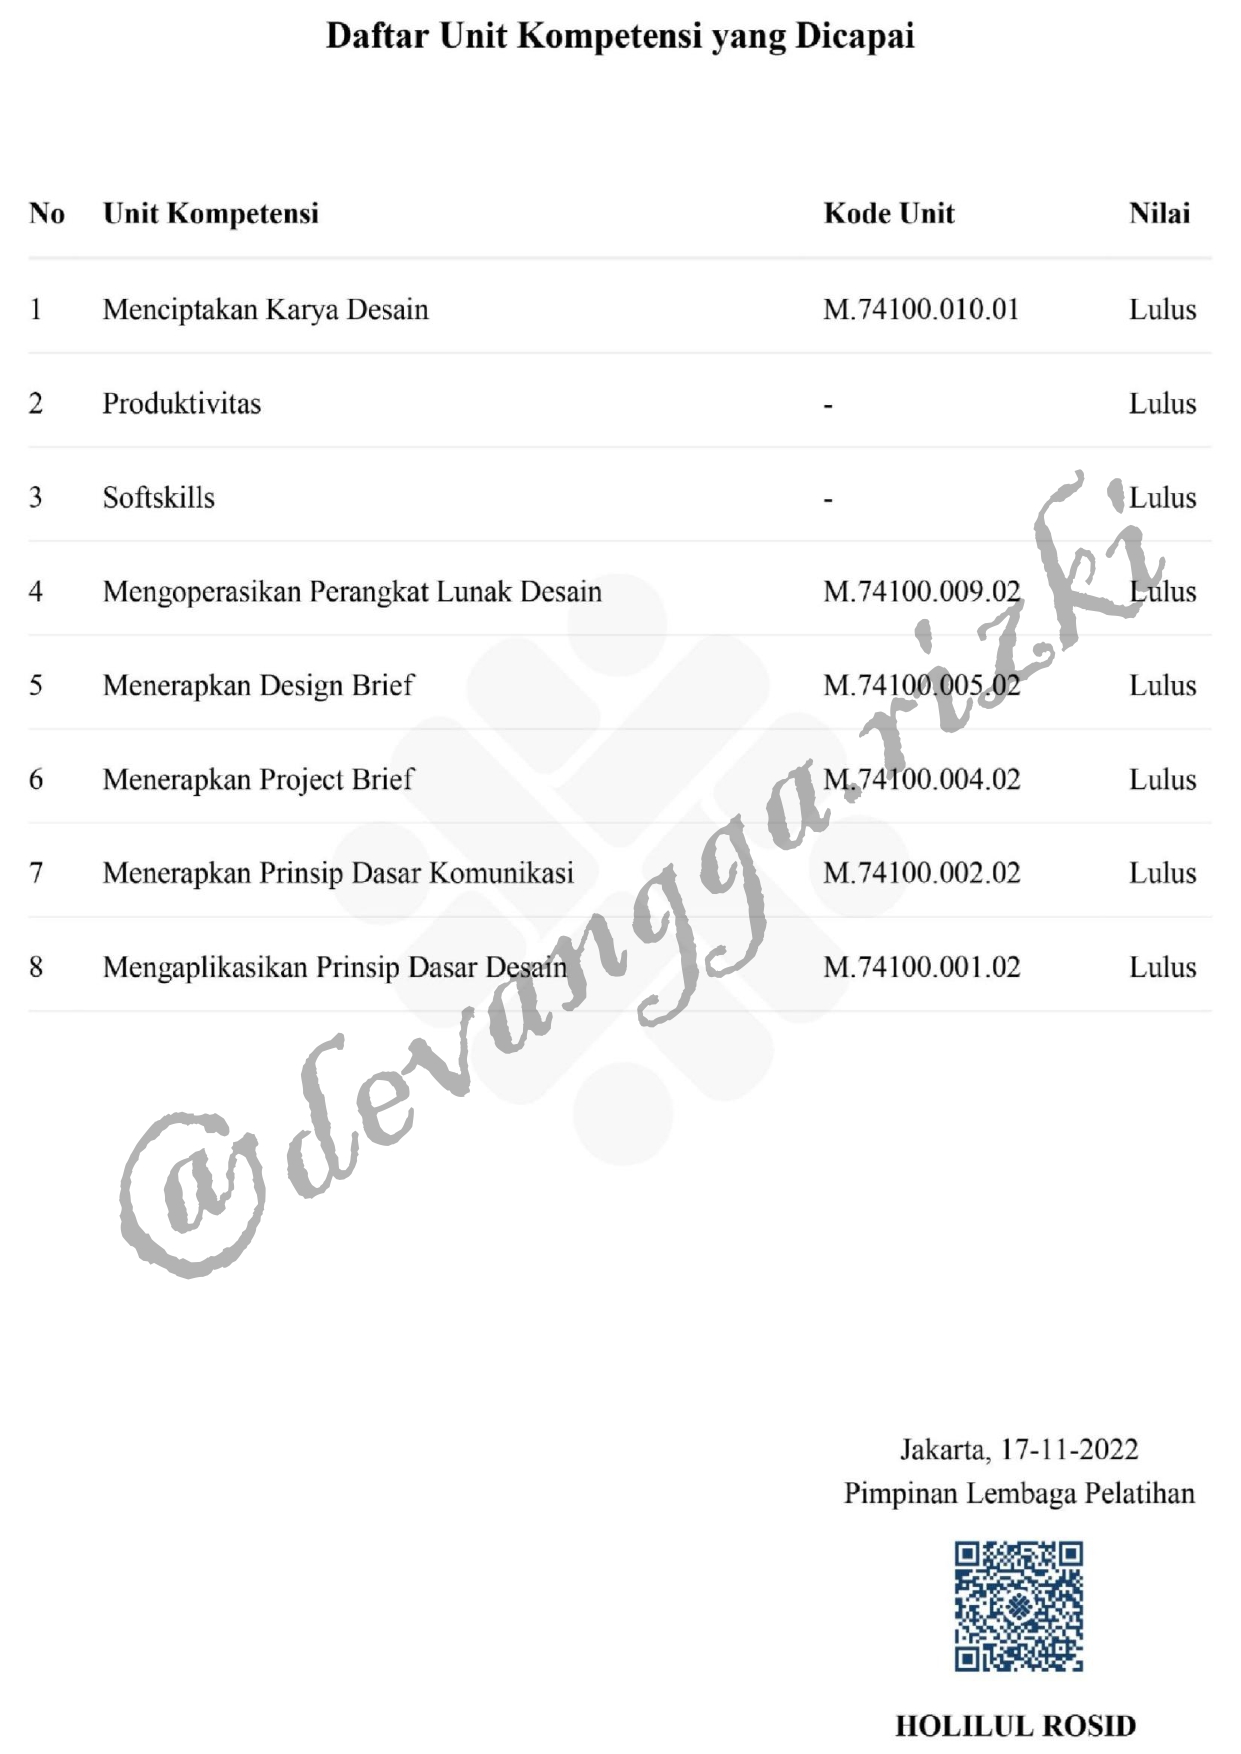 Daftar Unit Kompetensi yang Dicapai
No Unit Kompetensi Kode Unit Nilai
1 Menciptakan Karya Desain M.74100.010.01 Lulus
2 Produktivitas - Lulus
3 Softskills - Lulus
4 Mengoperasikan Perangkat Lunak Desain M.74100.009.02 Lulus
5 Menerapkan Design Brief M.74100.005.02 Lulus
6 Menerapkan Project Brief M.74100.004.02 Lulus
7 Menerapkan Prinsip Dasar Komunikasi M.74100.002.02 Lulus
8 Mengaplikasikan Prinsip Dasar Desain M.74100.001.02 Lulus
@devangga.rizki
Jakarta, 17-11-2022
Pimpinan Lembaga Pelatihan
HOLILUL ROSID